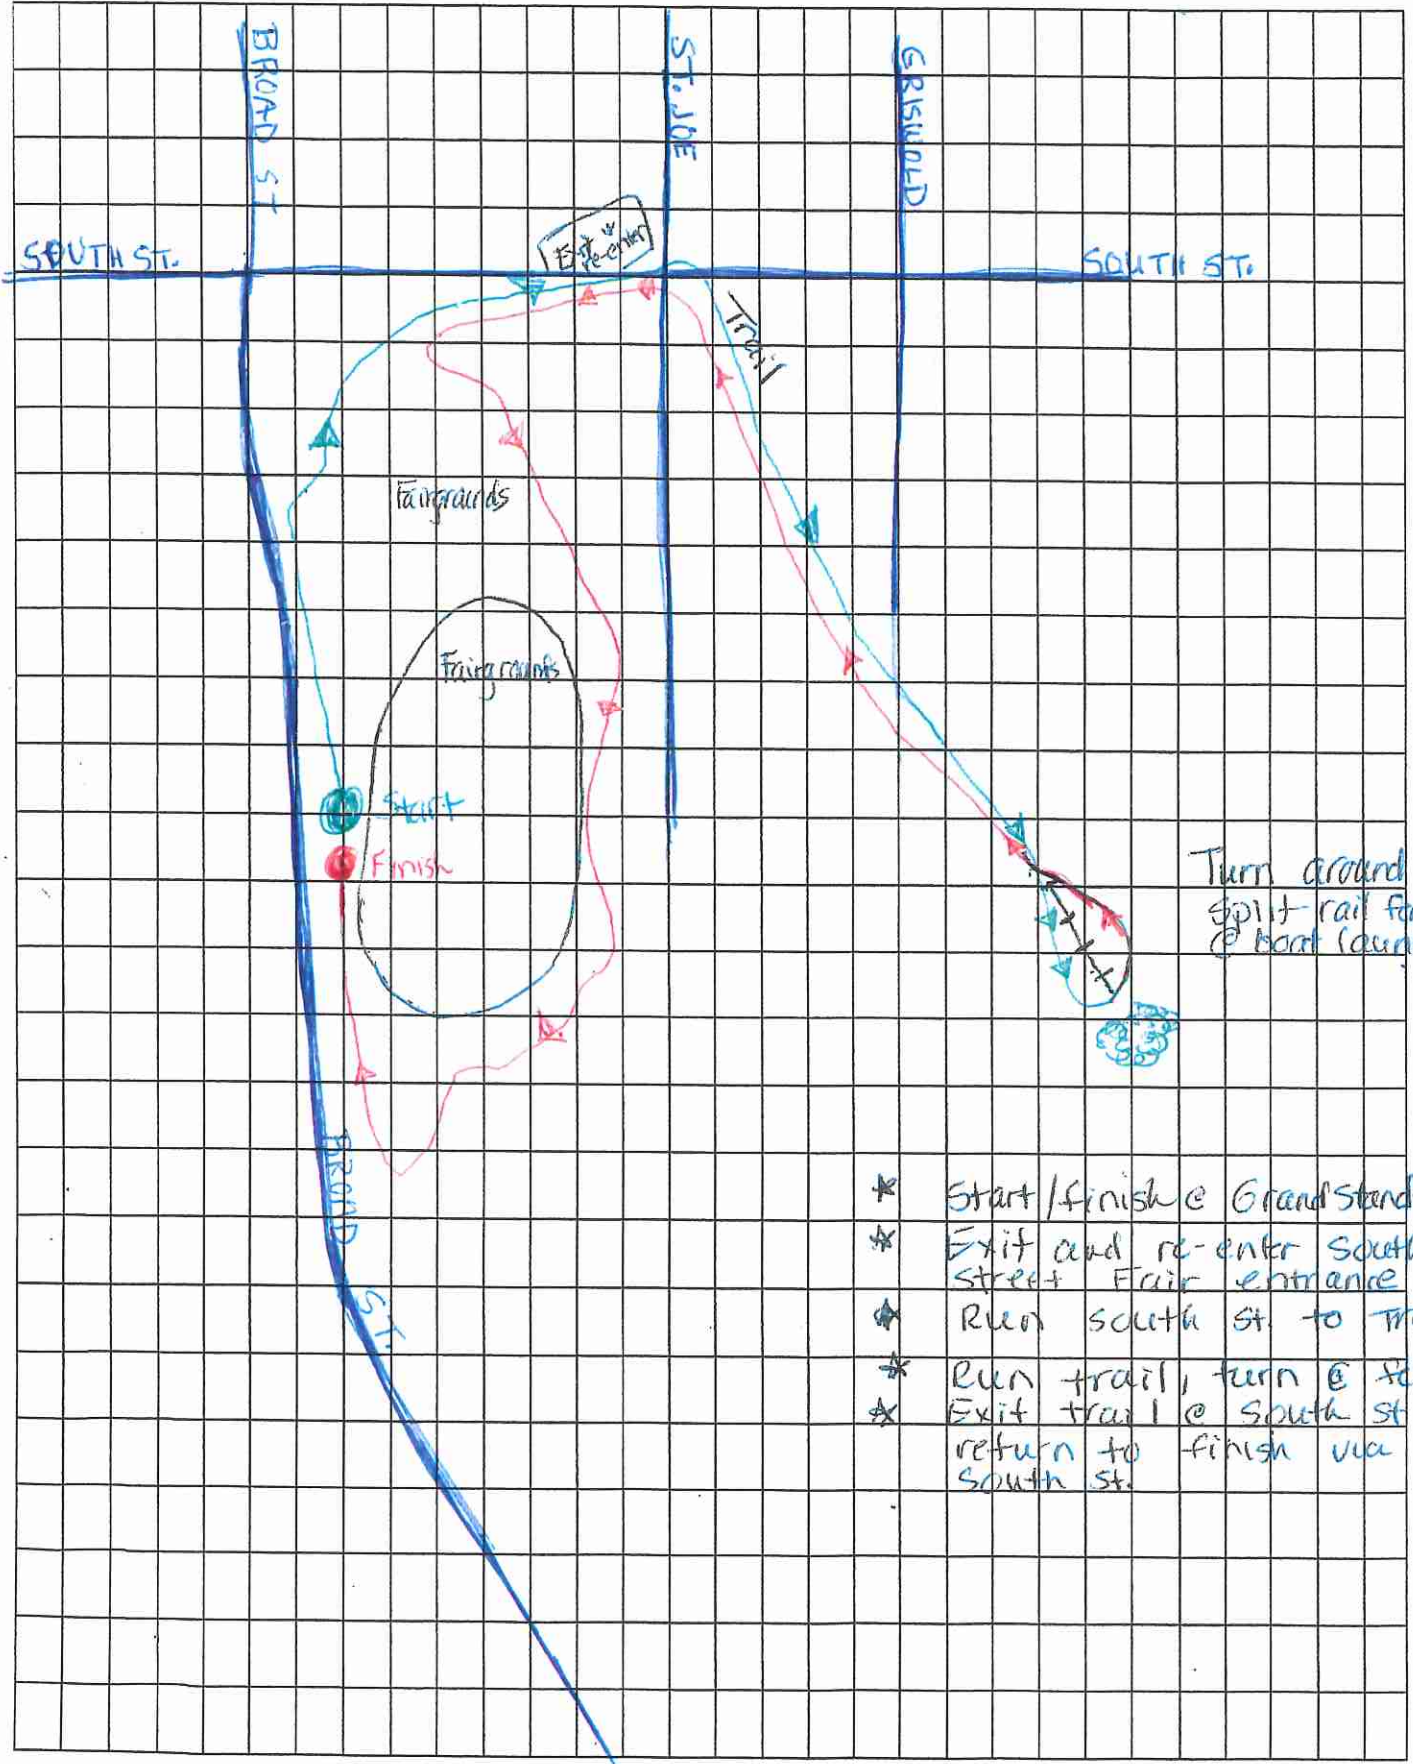 BROAD ST
ST. JOE
GRISWOLD
Exit
re-enter
SOUTH ST.
SOUTH ST.
Trail
Fairgrounds
Fairgrounds
Start
Finish
Turn around
split-rail
@ boat
BROAD
ST.
* Start/finish @ GrandStand
* Exit and re-enter South
street Fair entrance
* Run south st. to
* Run trail, turn @
* Exit trail @ South st
return to finish via
South st.